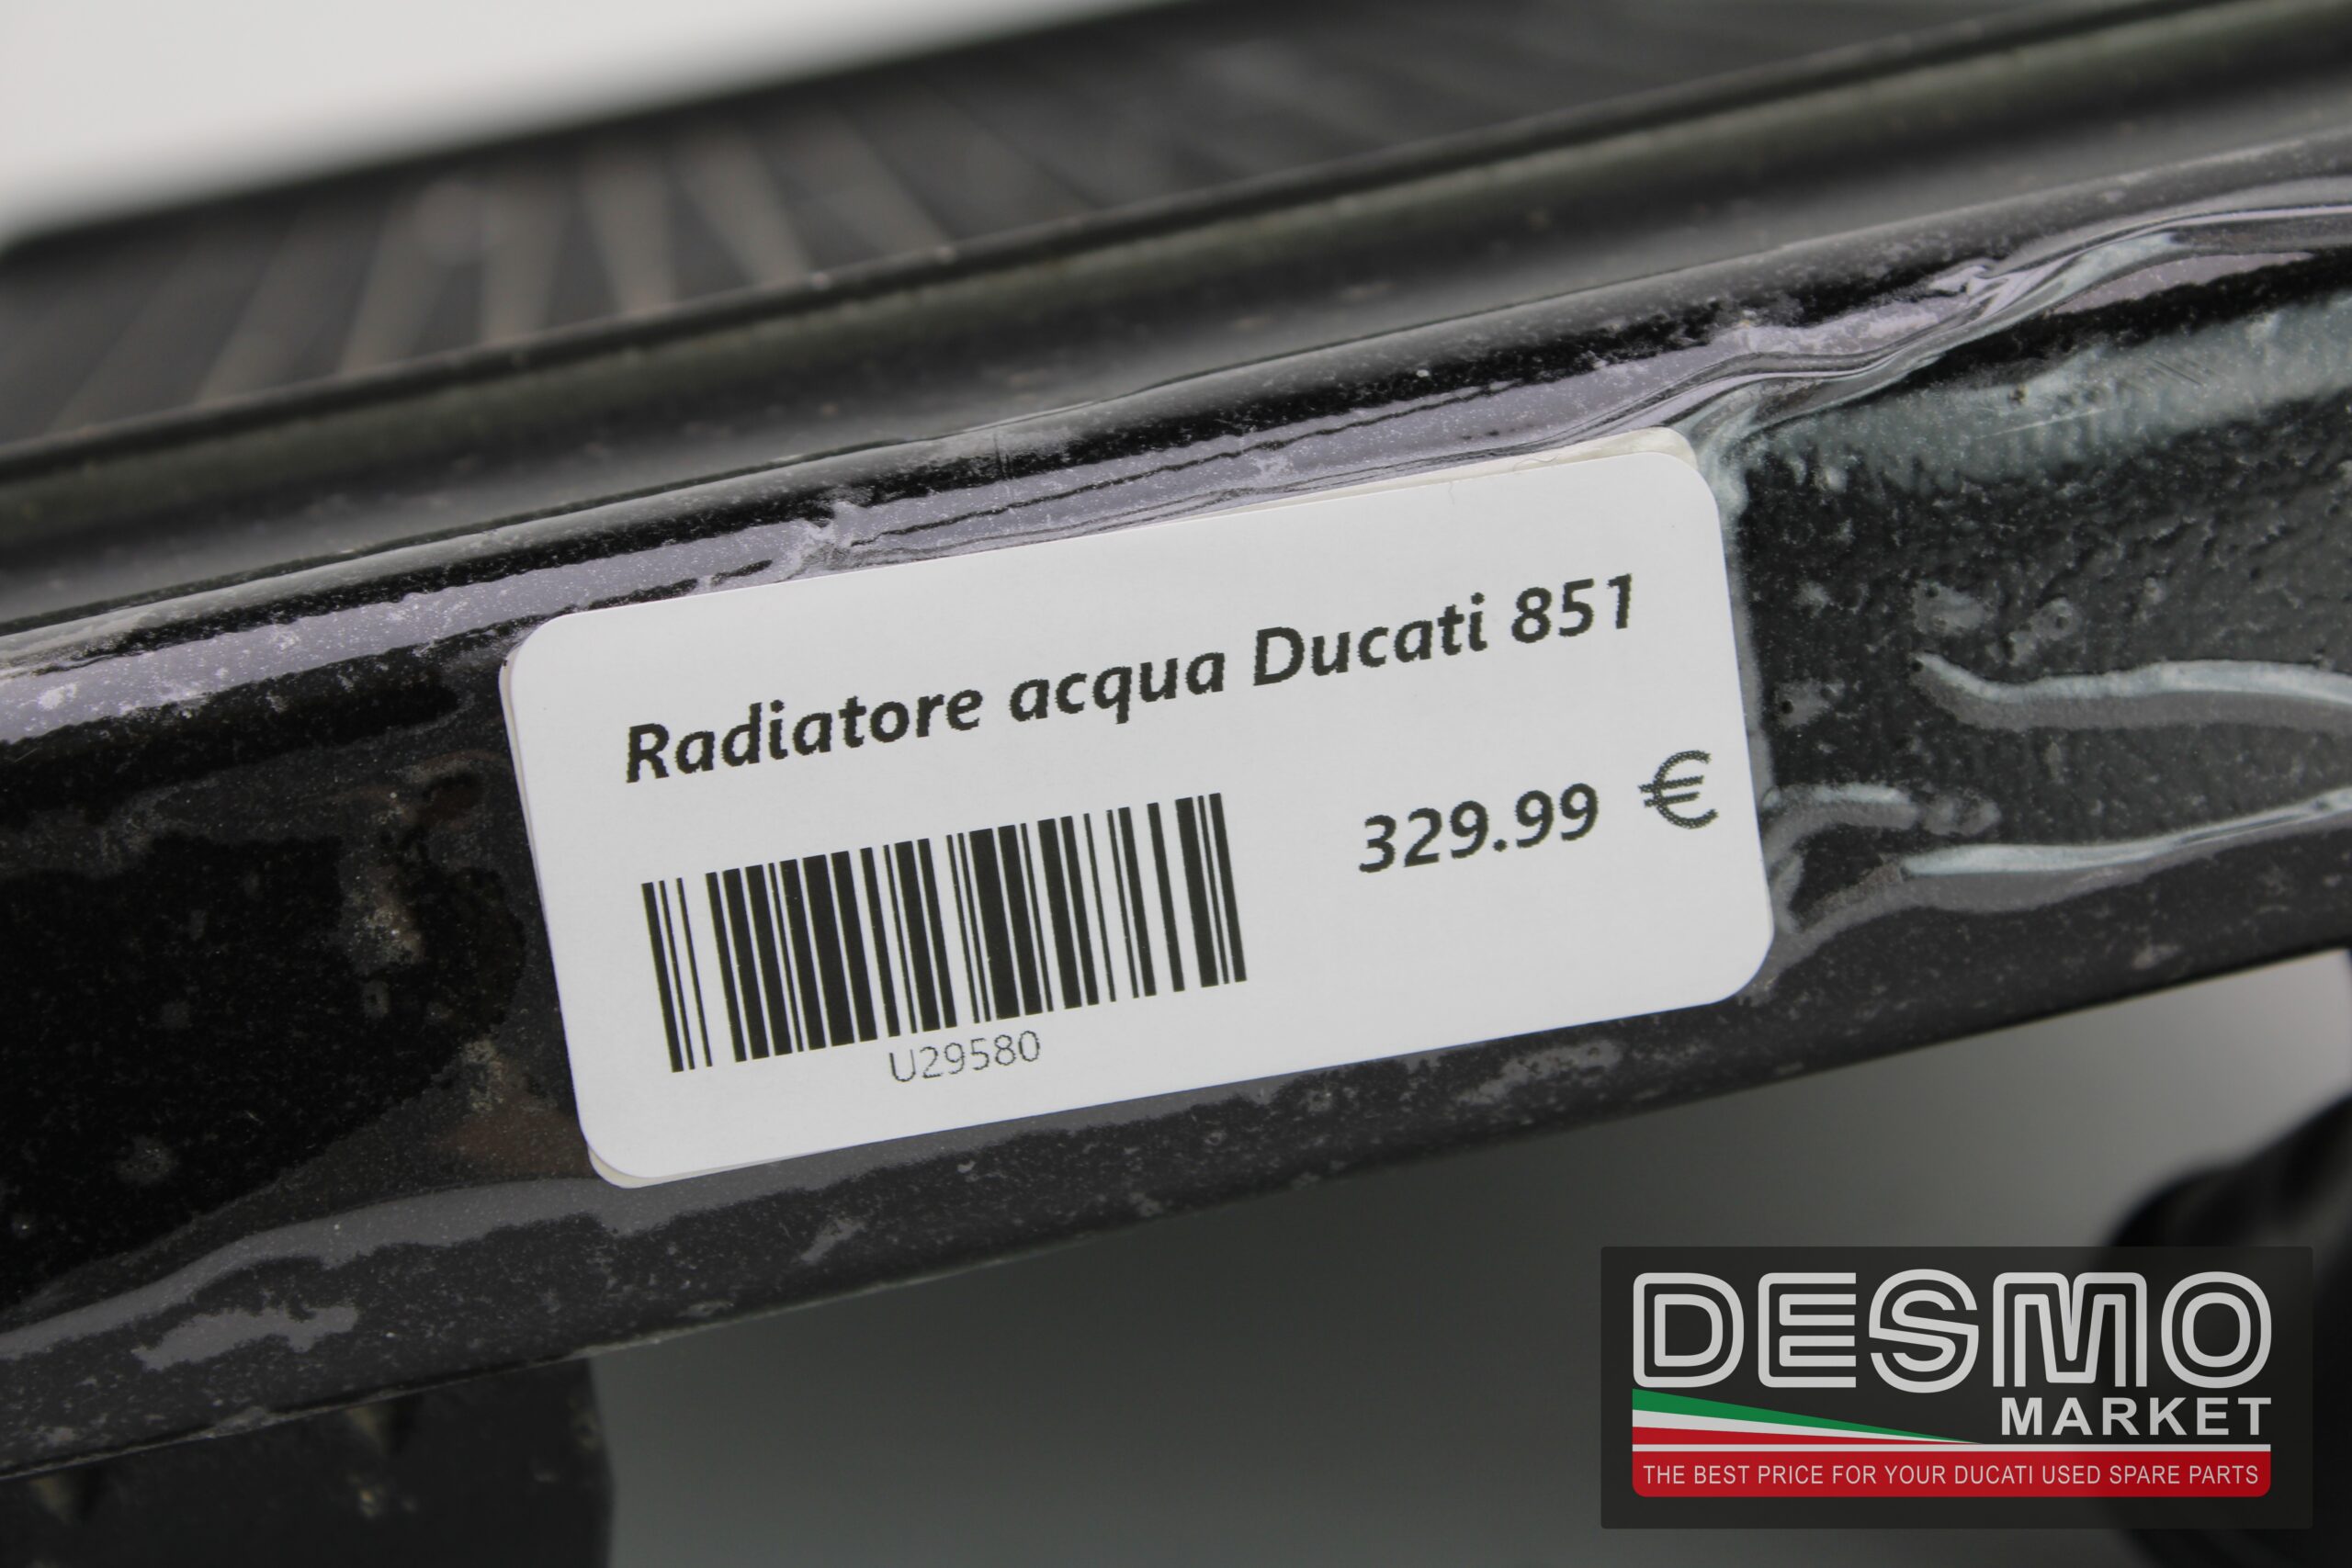 Radiatore acqua Ducati 851
329.99 €
U29580
DESMO
MARKET
THE BEST PRICE FOR YOUR DUCATI USED SPARE PARTS